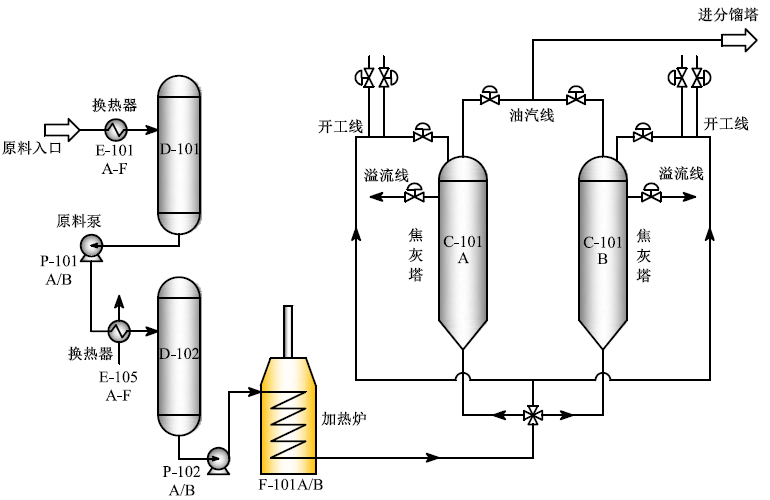 进分馏塔
换热器
原料入口
E-101
A-F
D-101
开工线
油汽线
开工线
溢流线
溢流线
原料泵
P-101
A/B
焦灰塔
C-101
A
C-101
B
焦灰塔
换热器
E-105
A-F
D-102
加热炉
P-102
A/B
F-101A/B